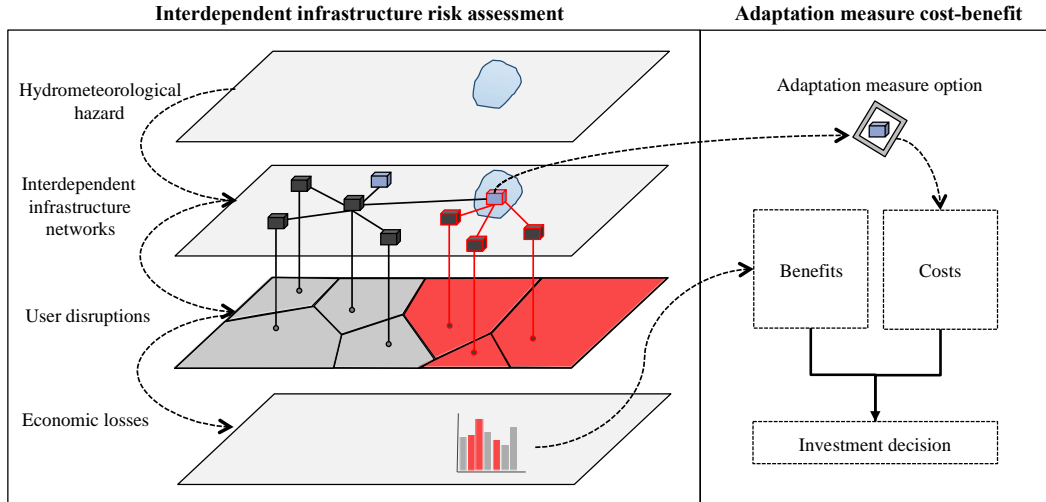 Interdependent infrastructure risk assessment
Adaptation measure cost-benefit
Hydrometeorological
hazard
Interdependent
infrastructure
networks
User disruptions
Economic losses
Adaptation measure option
Benefits
Costs
Investment decision